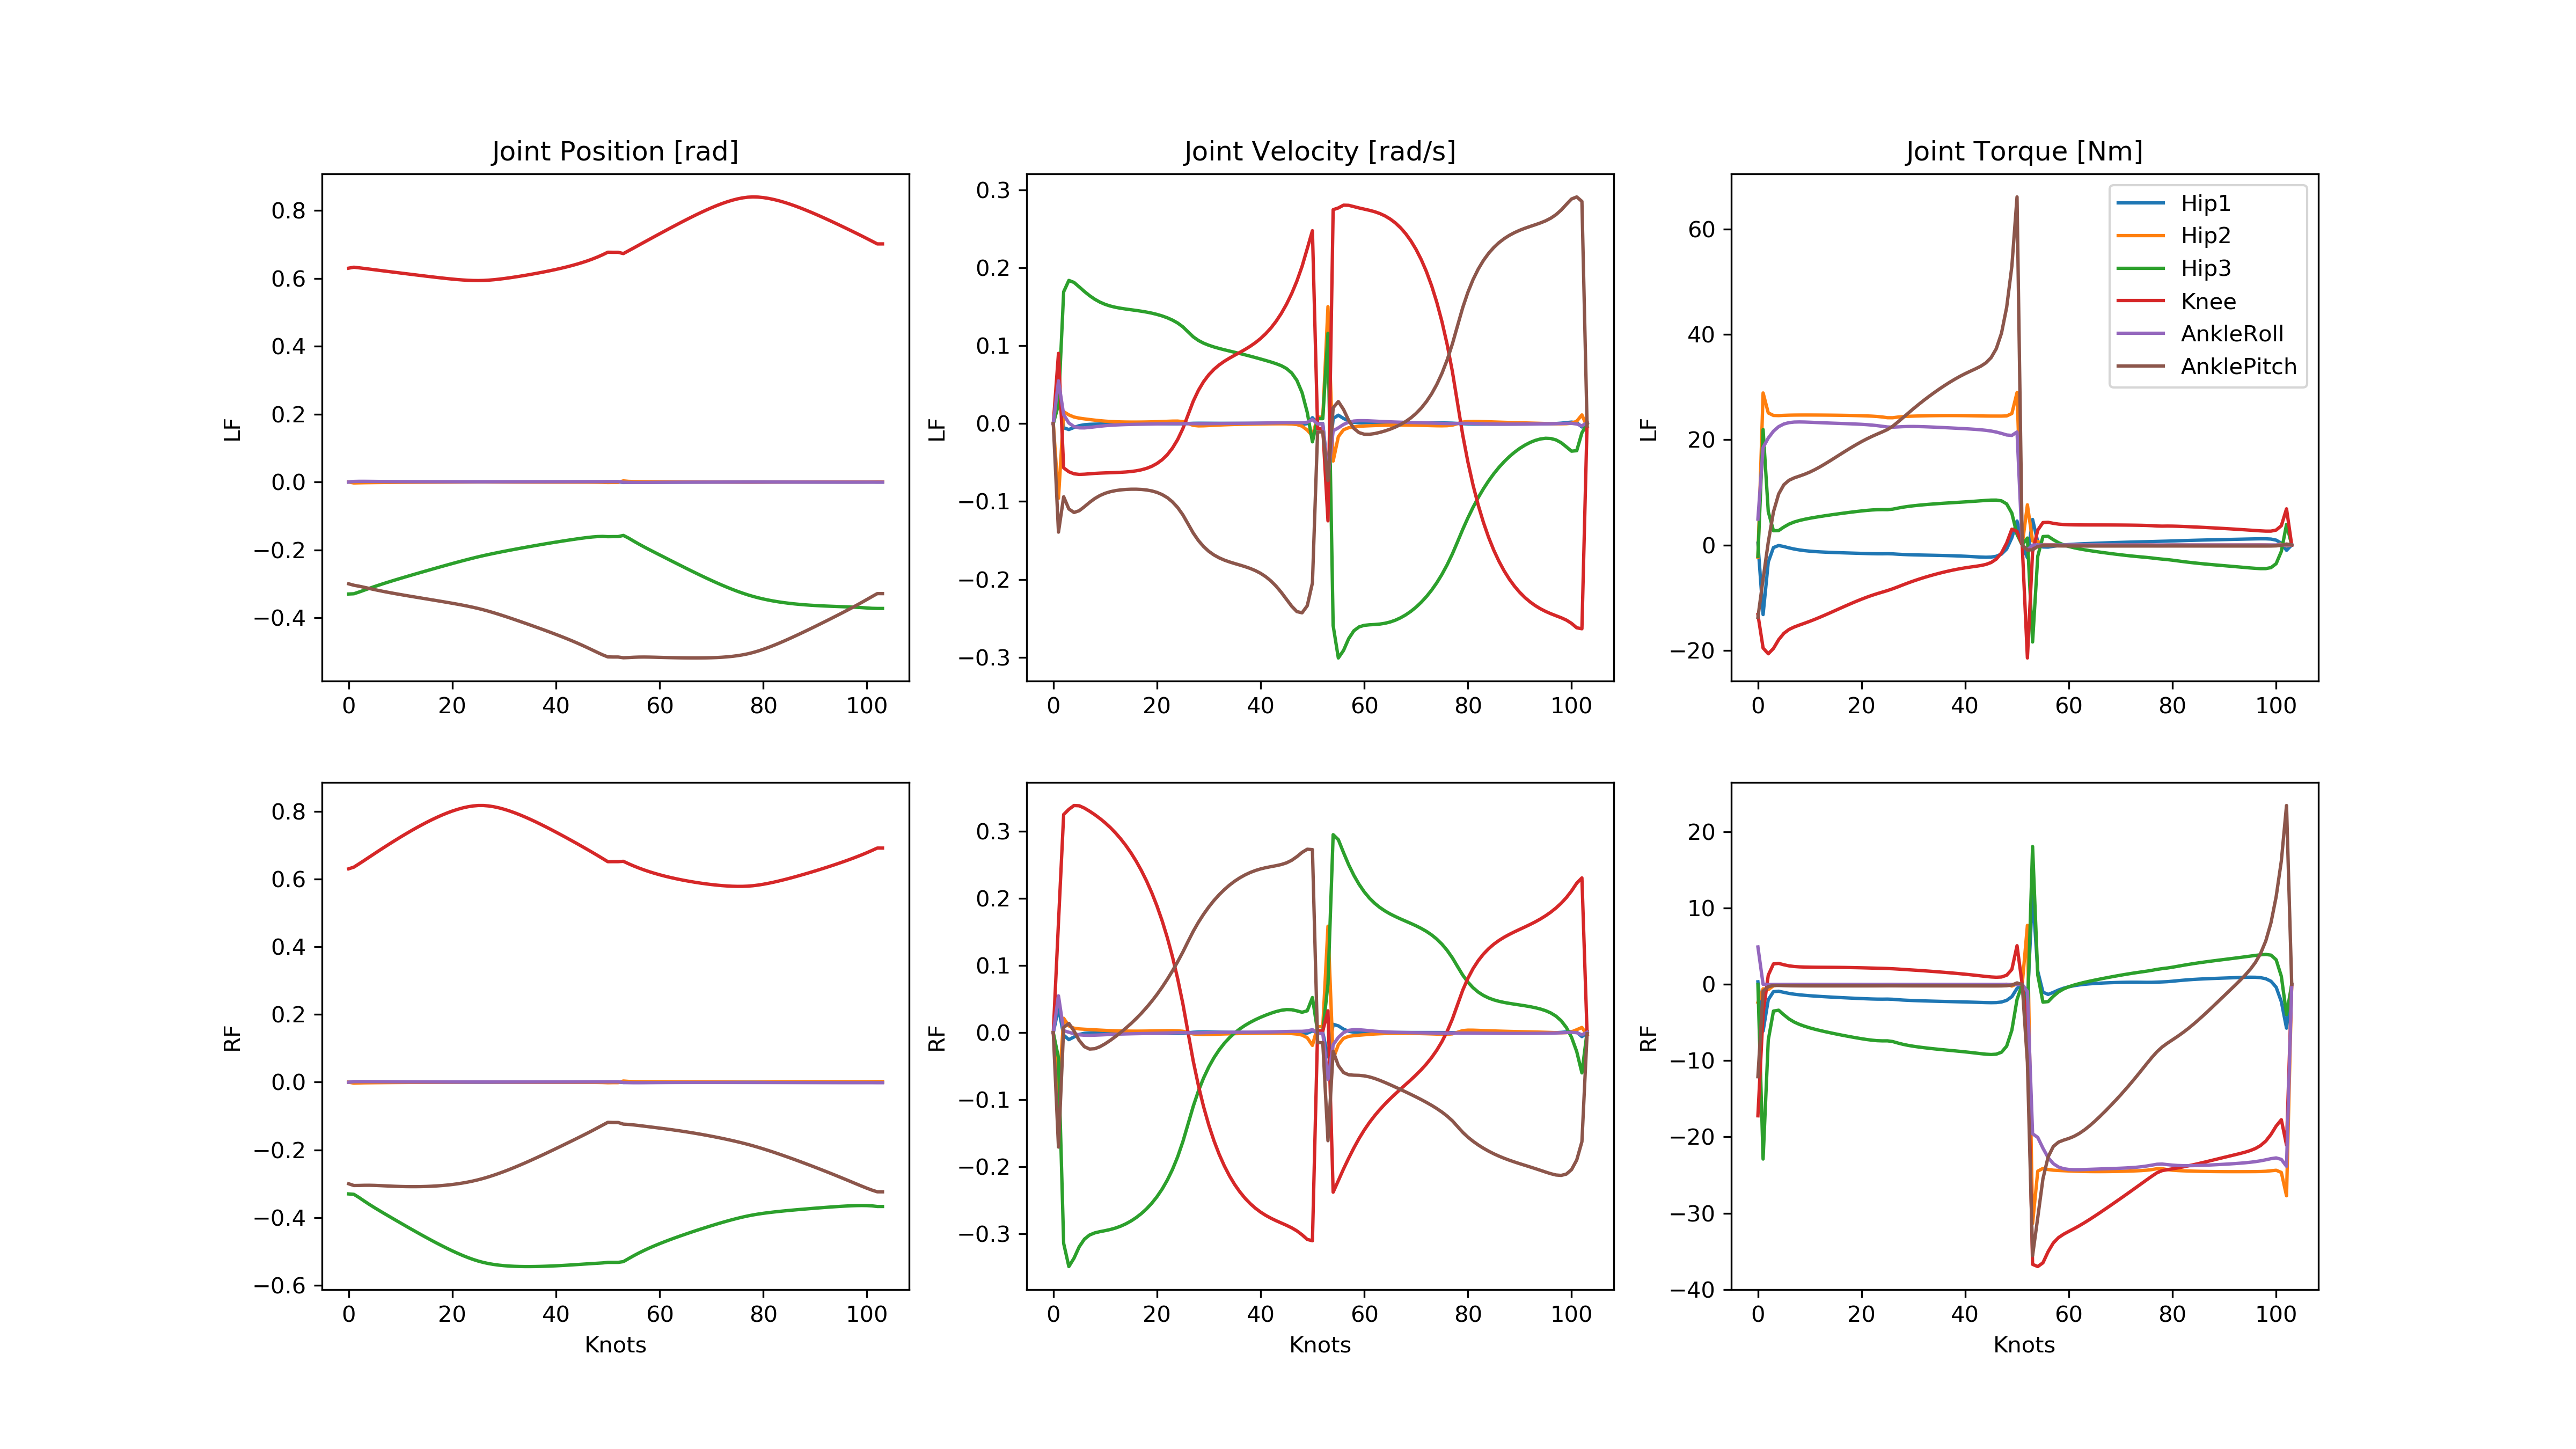 Joint Position [rad] Joint Velocity [rad/s] Joint Torque [Nm]
LF
0.8
0.6
0.4
0.2
0.0
−0.2
−0.4
0 20 40 60 80 100
LF
0.3
0.2
0.1
0.0
−0.1
−0.2
−0.3
0 20 40 60 80 100
LF
60
40
20
0
−20
0 20 40 60 80 100
Hip1
Hip2
Hip3
Knee
AnkleRoll
AnklePitch
RF
0.8
0.6
0.4
0.2
0.0
−0.2
−0.4
−0.6
0 20 40 60 80 100
Knots
RF
0.3
0.2
0.1
0.0
−0.1
−0.2
−0.3
0 20 40 60 80 100
Knots
RF
20
10
0
−10
−20
−30
−40
0 20 40 60 80 100
Knots